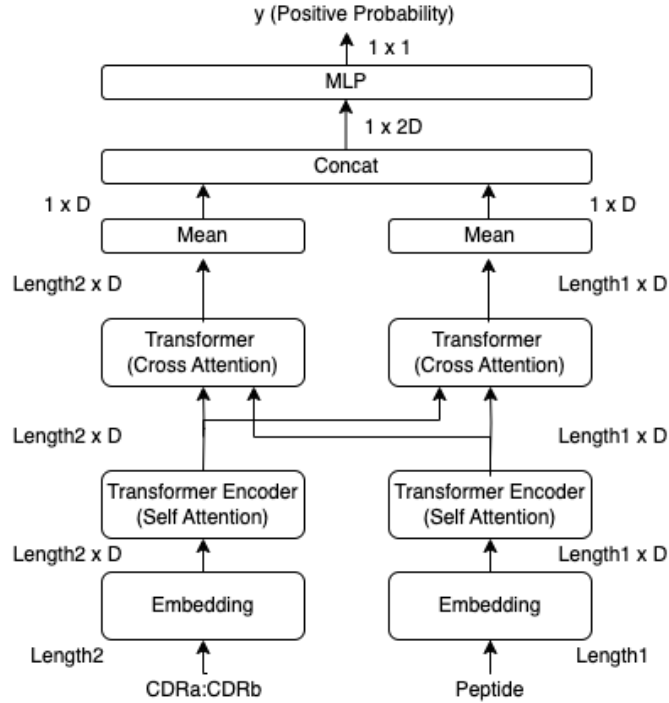 y (Positive Probability)
1 x 1
MLP
1 x 2D
Concat
1 x D
1 x D
Mean
Mean
Length2 x D
Length1 x D
Transformer
(Cross Attention)
Transformer
(Cross Attention)
Length2 x D
Length1 x D
Transformer Encoder
(Self Attention)
Transformer Encoder
(Self Attention)
Length2 x D
Length1 x D
Embedding
Embedding
Length2
Length1
CDRa:CDRb
Peptide